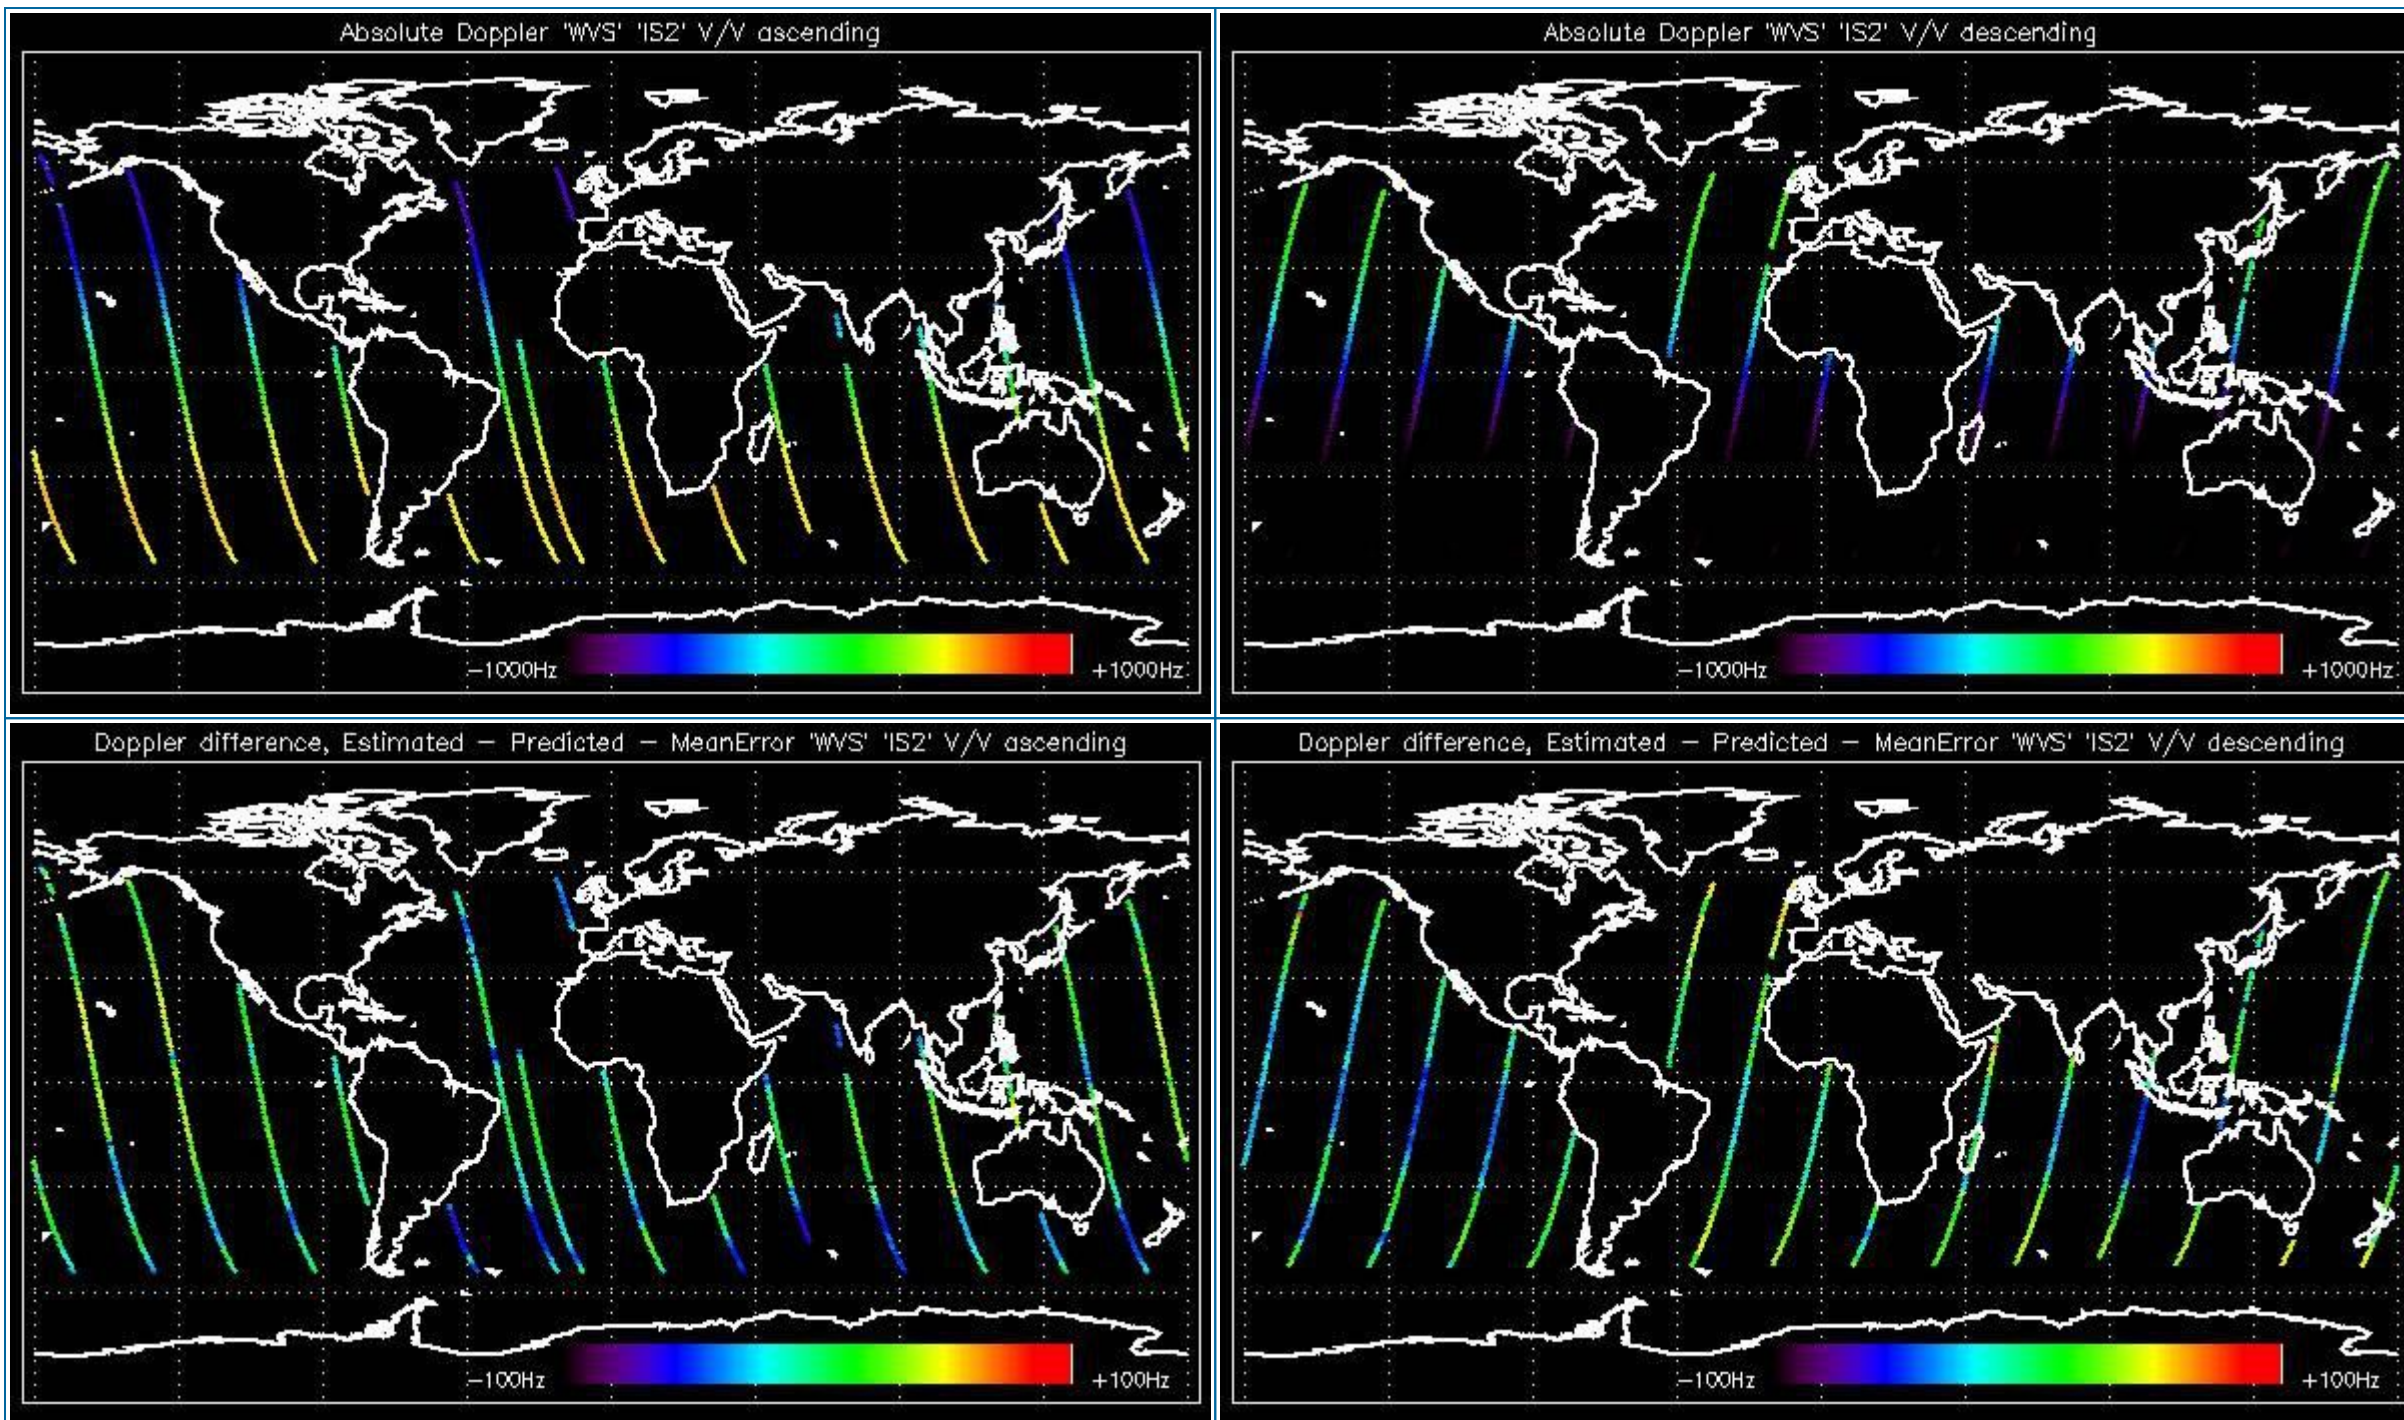 Absolute Doppler 'WVS' 'IS2' V/V ascending
-1000Hz
+1000Hz
Absolute Doppler 'WVS' 'IS2' V/V descending
-1000Hz
+1000Hz
Doppler difference, Estimated - Predicted - MeanError 'WVS' 'IS2' V/V ascending
-100Hz
+100Hz
Doppler difference, Estimated - Predicted - MeanError 'WVS' 'IS2' V/V descending
-100Hz
+100Hz